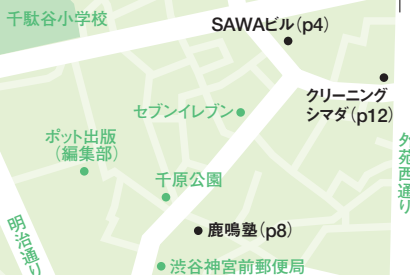 千駄谷小学校
SAWAビル(p4)
クリーニング
シマダ(p12)
セブンイレブン
ポット出版
(編集部)
外苑西通り
千原公園
明治通り
鹿鳴塾(p8)
渋谷神宮前郵便局